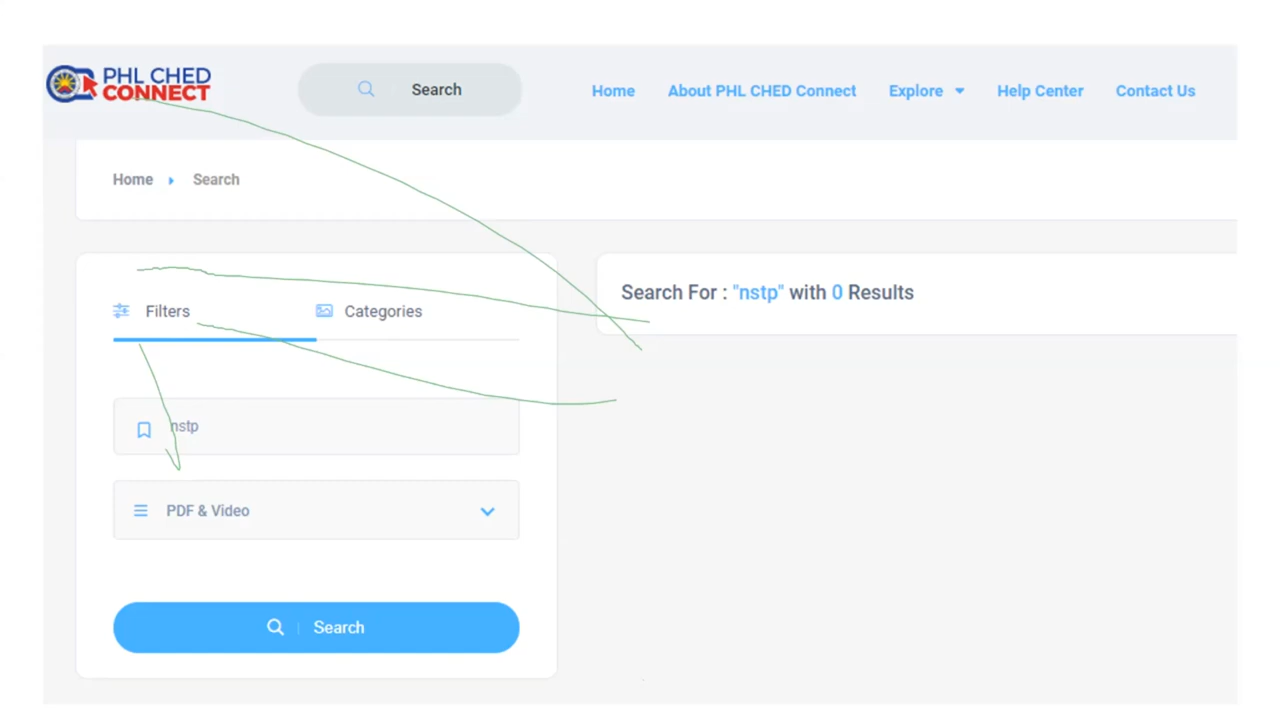 PHL CHED
CONNECT
Search
Home About PHL CHED Connect Explore Help Center Contact Us
Home Search
Filters Categories
Search For : "nstp" with 0 Results
nstp
PDF & Video
Search